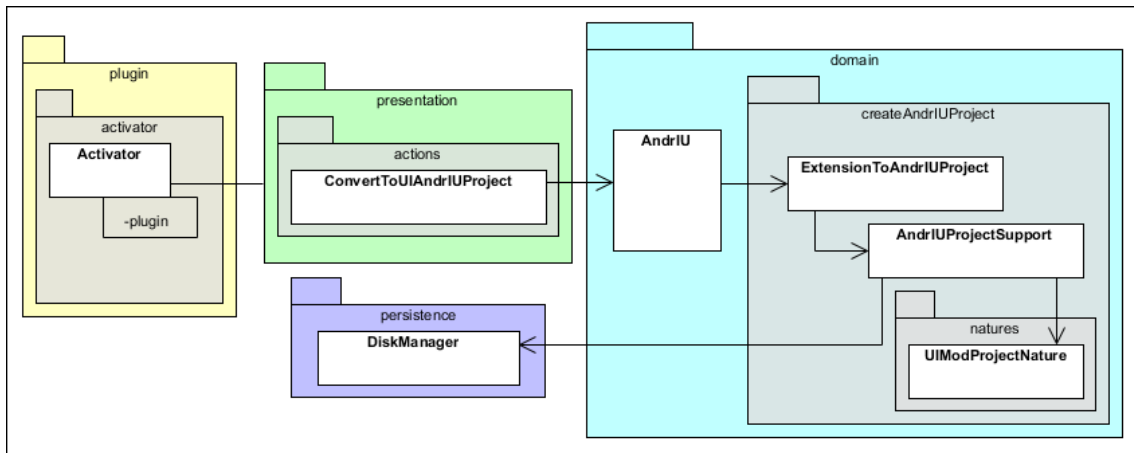 plugin
activator
Activator
-plugin
presentation
actions
ConvertToUIAndrIUProject
persistence
DiskManager
domain
AndrIU
createAndrIUProject
ExtensionToAndrIUProject
AndrIUProjectSupport
natures
UIModProjectNature